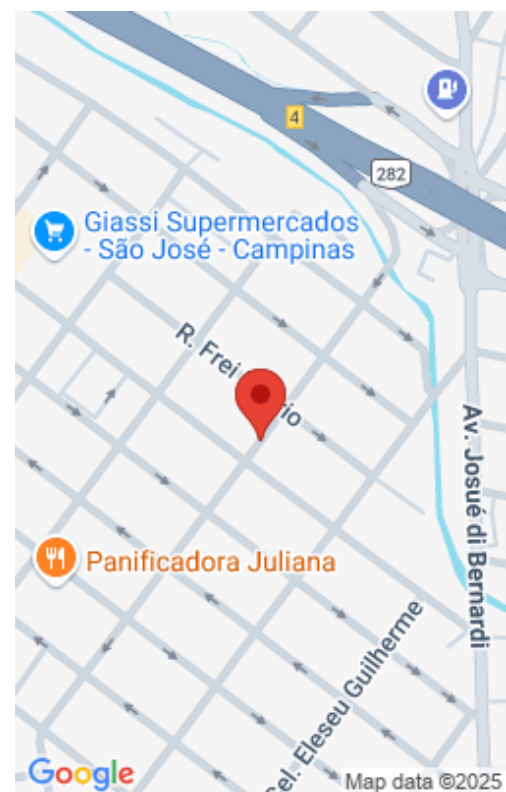 4
282
Giassi Supermercados
- São José - Campinas
R. Frei
rio
Av. Josué di Bernardi
Panificadora Juliana
Cel. Eleseu Guilherme
Google
Map data ©2025